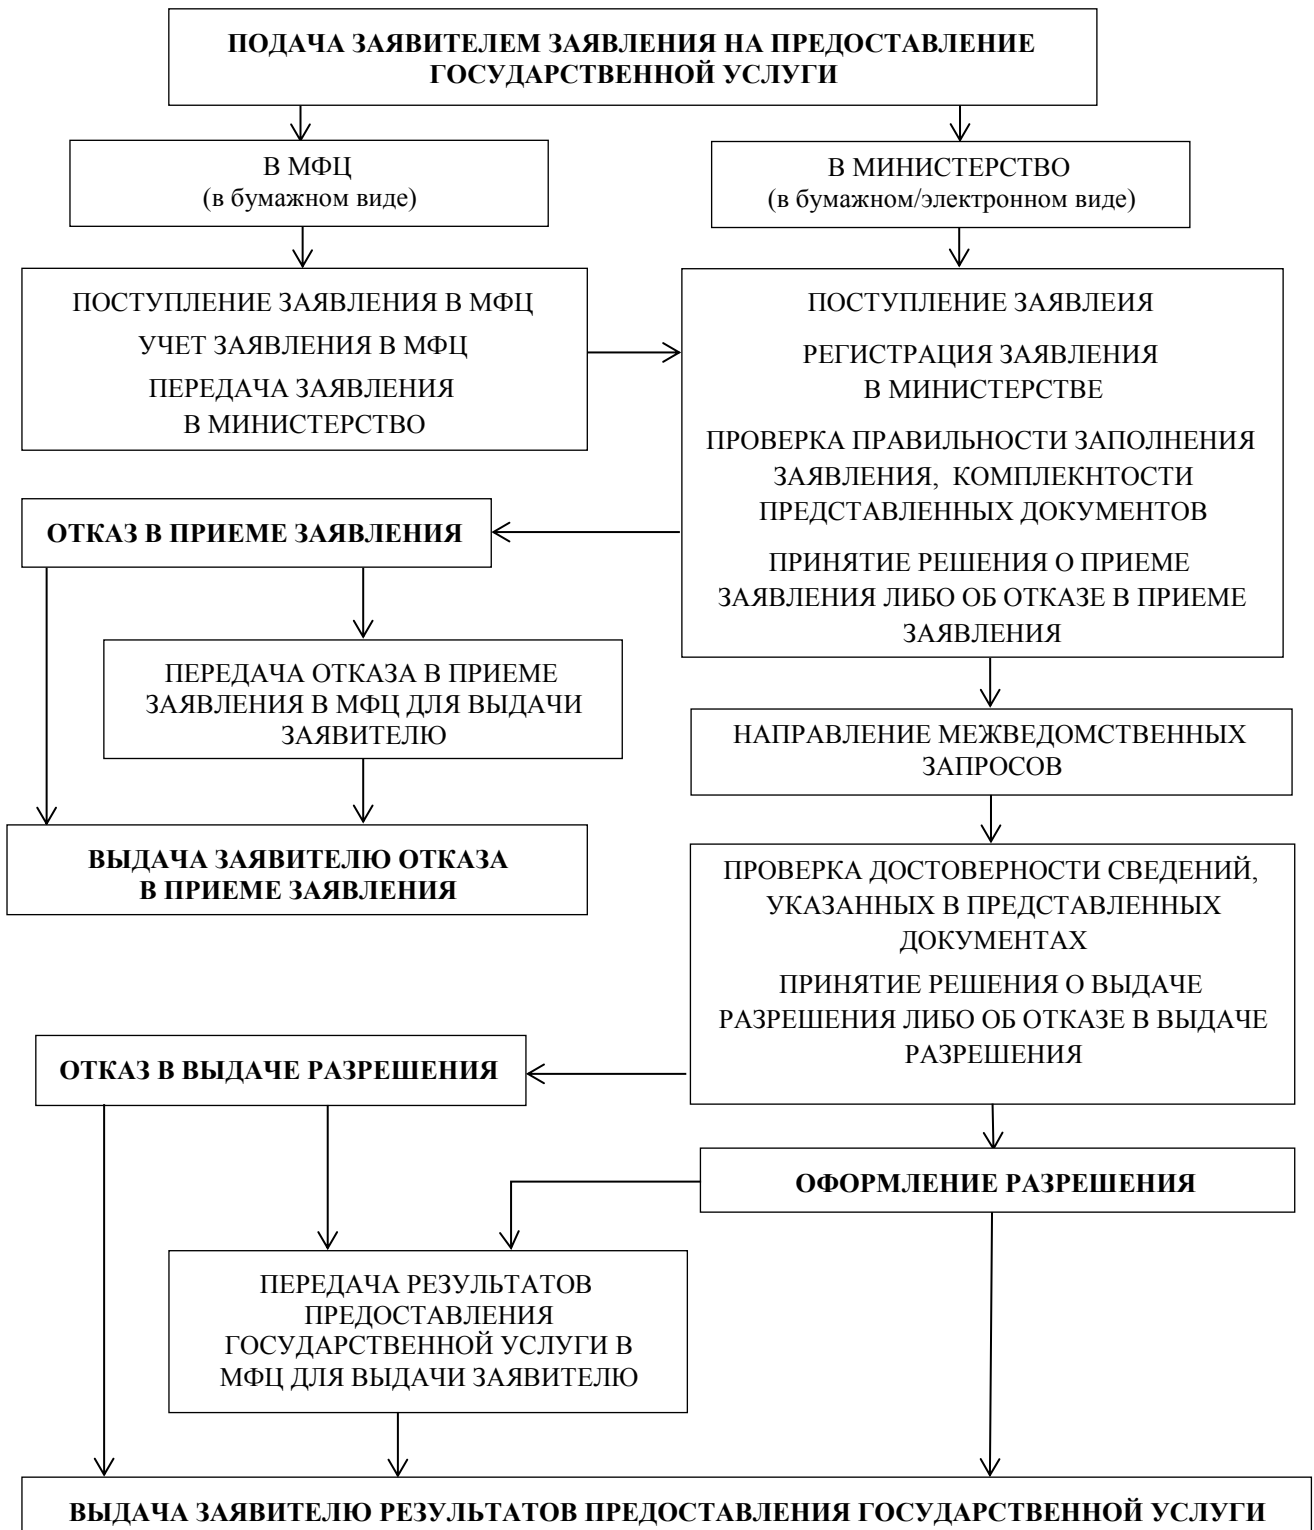 ПОДАЧА ЗАЯВИТЕЛЕМ ЗАЯВЛЕНИЯ НА ПРЕДОСТАВЛЕНИЕ
ГОСУДАРСТВЕННОЙ УСЛУГИ
В МФЦ
(в бумажном виде)
В МИНИСТЕРСТВО
(в бумажном/электронном виде)
ПОСТУПЛЕНИЕ ЗАЯВЛЕНИЯ В МФЦ
УЧЕТ ЗАЯВЛЕНИЯ В МФЦ
ПЕРЕДАЧА ЗАЯВЛЕНИЯ
В МИНИСТЕРСТВО
ПОСТУПЛЕНИЕ ЗАЯВЛЕИЯ
РЕГИСТРАЦИЯ ЗАЯВЛЕНИЯ
В МИНИСТЕРСТВЕ
ПРОВЕРКА ПРАВИЛЬНОСТИ ЗАПОЛНЕНИЯ
ЗАЯВЛЕНИЯ, КОМПЛЕКНТОСТИ
ПРЕДСТАВЛЕННЫХ ДОКУМЕНТОВ
ПРИНЯТИЕ РЕШЕНИЯ О ПРИЕМЕ
ЗАЯВЛЕНИЯ ЛИБО ОБ ОТКАЗЕ В ПРИЕМЕ
ЗАЯВЛЕНИЯ
ОТКАЗ В ПРИЕМЕ ЗАЯВЛЕНИЯ
ПЕРЕДАЧА ОТКАЗА В ПРИЕМЕ
ЗАЯВЛЕНИЯ В МФЦ ДЛЯ ВЫДАЧИ
ЗАЯВИТЕЛЮ
НАПРАВЛЕНИЕ МЕЖВЕДОМСТВЕННЫХ
ЗАПРОСОВ
ВЫДАЧА ЗАЯВИТЕЛЮ ОТКАЗА
В ПРИЕМЕ ЗАЯВЛЕНИЯ
ПРОВЕРКА ДОСТОВЕРНОСТИ СВЕДЕНИЙ,
УКАЗАННЫХ В ПРЕДСТАВЛЕННЫХ
ДОКУМЕНТАХ
ПРИНЯТИЕ РЕШЕНИЯ О ВЫДАЧЕ
РАЗРЕШЕНИЯ ЛИБО ОБ ОТКАЗЕ В ВЫДАЧЕ
РАЗРЕШЕНИЯ
ОТКАЗ В ВЫДАЧЕ РАЗРЕШЕНИЯ
ОФОРМЛЕНИЕ РАЗРЕШЕНИЯ
ПЕРЕДАЧА РЕЗУЛЬТАТОВ
ПРЕДОСТАВЛЕНИЯ
ГОСУДАРСТВЕННОЙ УСЛУГИ В
МФЦ ДЛЯ ВЫДАЧИ ЗАЯВИТЕЛЮ
ВЫДАЧА ЗАЯВИТЕЛЮ РЕЗУЛЬТАТОВ ПРЕДОСТАВЛЕНИЯ ГОСУДАРСТВЕННОЙ УСЛУГИ